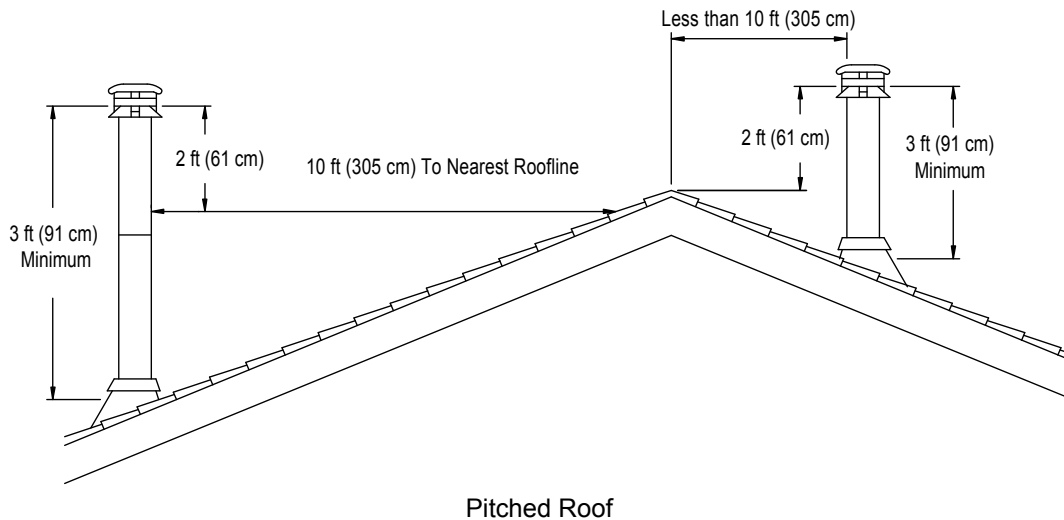 Less than 10 ft (305 cm)
2 ft (61 cm)
10 ft (305 cm) To Nearest Roofline
3 ft (91 cm)
Minimum
2 ft (61 cm)
3 ft (91 cm)
Minimum
Pitched Roof